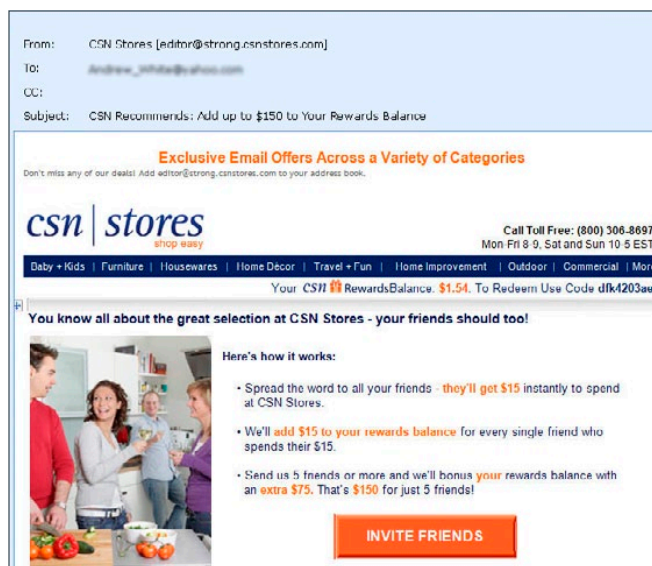 From: CSN Stores [editor@strong.csnstores.com]
To:
CC:
Subject: CSN Recommends: Add up to $150 to Your Rewards Balance
Exclusive Email Offers Across a Variety of Categories
Don't miss any of our deals! Add editor@strong.csnstores.com to your address book.
csn | stores
shop easy
Call Toll Free: (800) 306-8697
Mon-Fri 8-9, Sat and Sun 10-5 EST
Baby + Kids | Furniture | Housewares | Home Dècor | Travel + Fun | Home Improvement | Outdoor | Commercial | More
Your csn RewardsBalance: $1.54. To Redeem Use Code dfk4203ae
You know all about the great selection at CSN Stores - your friends should too!
Here's how it works:
• Spread the word to all your friends - they'll get $15 instantly to spend
at CSN Stores.
• We'll add $15 to your rewards balance for every single friend who
spends their $15.
• Send us 5 friends or more and we'll bonus your rewards balance with
an extra $75. That's $150 for just 5 friends!
INVITE FRIENDS